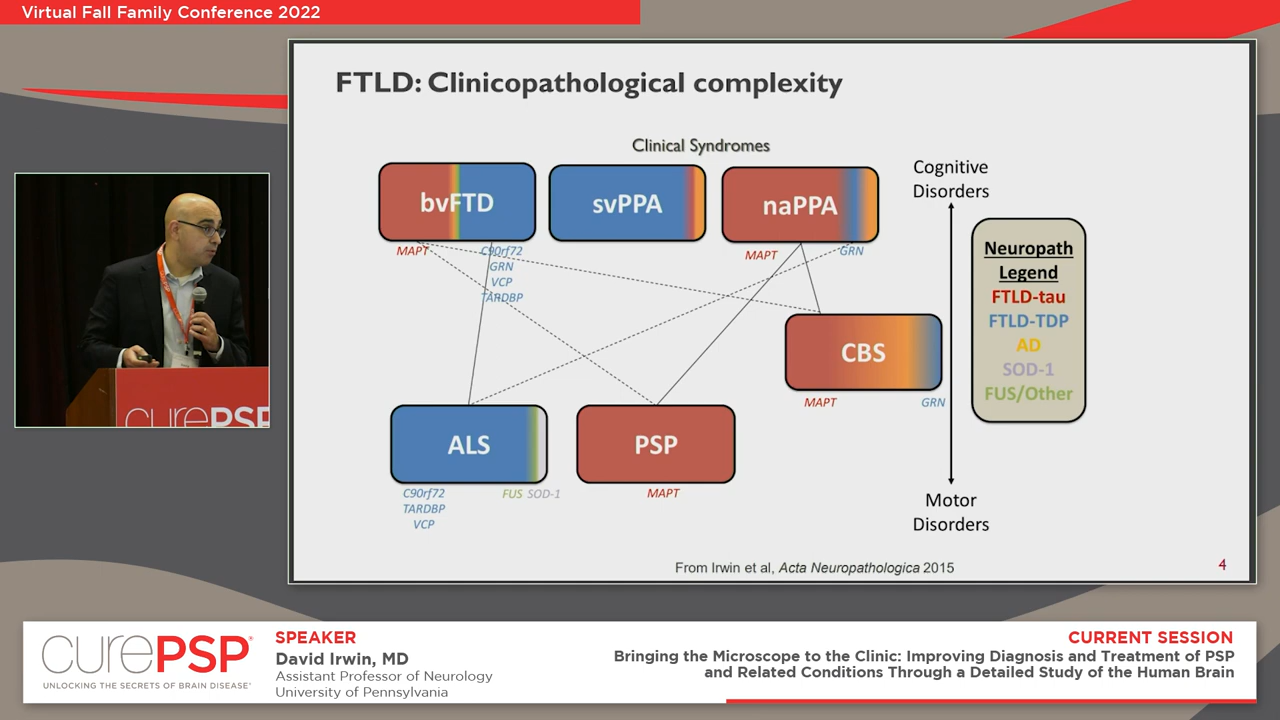 Virtual Fall Family Conference 2022
FTLD: Clinicopathological complexity
Clinical Syndromes
bvFTD
svPPA
naPPA
MAPT
C90rf72
GRN
VCP
TARDBP
MAPT
GRN
Cognitive
Disorders
Neuropath
Legend
FTLD-tau
FTLD-TDP
AD
SOD-1
FUS/Other
CBS
MAPT
GRN
ALS
PSP
C90rf72
TARDBP
VCP
FUS
SOD-1
MAPT
Motor
Disorders
From Irwin et al, Acta Neuropathologica 2015
4
curePSP
curePSP®
UNLOCKING THE SECRETS OF BRAIN DISEASE®
SPEAKER
David Irwin, MD
Assistant Professor of Neurology
University of Pennsylvania
CURRENT SESSION
Bringing the Microscope to the Clinic: Improving Diagnosis and Treatment of PSP
and Related Conditions Through a Detailed Study of the Human Brain